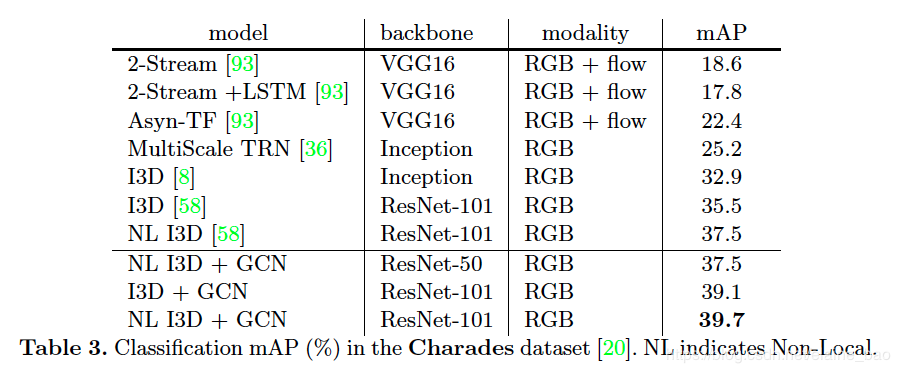 model backbone modality mAP
2-Stream [93] VGG16 RGB + flow 18.6
2-Stream +LSTM [93] VGG16 RGB + flow 17.8
Asyn-TF [93] VGG16 RGB + flow 22.4
MultiScale TRN [36] Inception RGB 25.2
I3D [8] Inception RGB 32.9
I3D [58] ResNet-101 RGB 35.5
NL I3D [58] ResNet-101 RGB 37.5
NL I3D + GCN ResNet-50 RGB 37.5
I3D + GCN ResNet-101 RGB 39.1
NL I3D + GCN ResNet-101 RGB 39.7
Table 3. Classification mAP (%) in the Charades dataset [20]. NL indicates Non-Local.